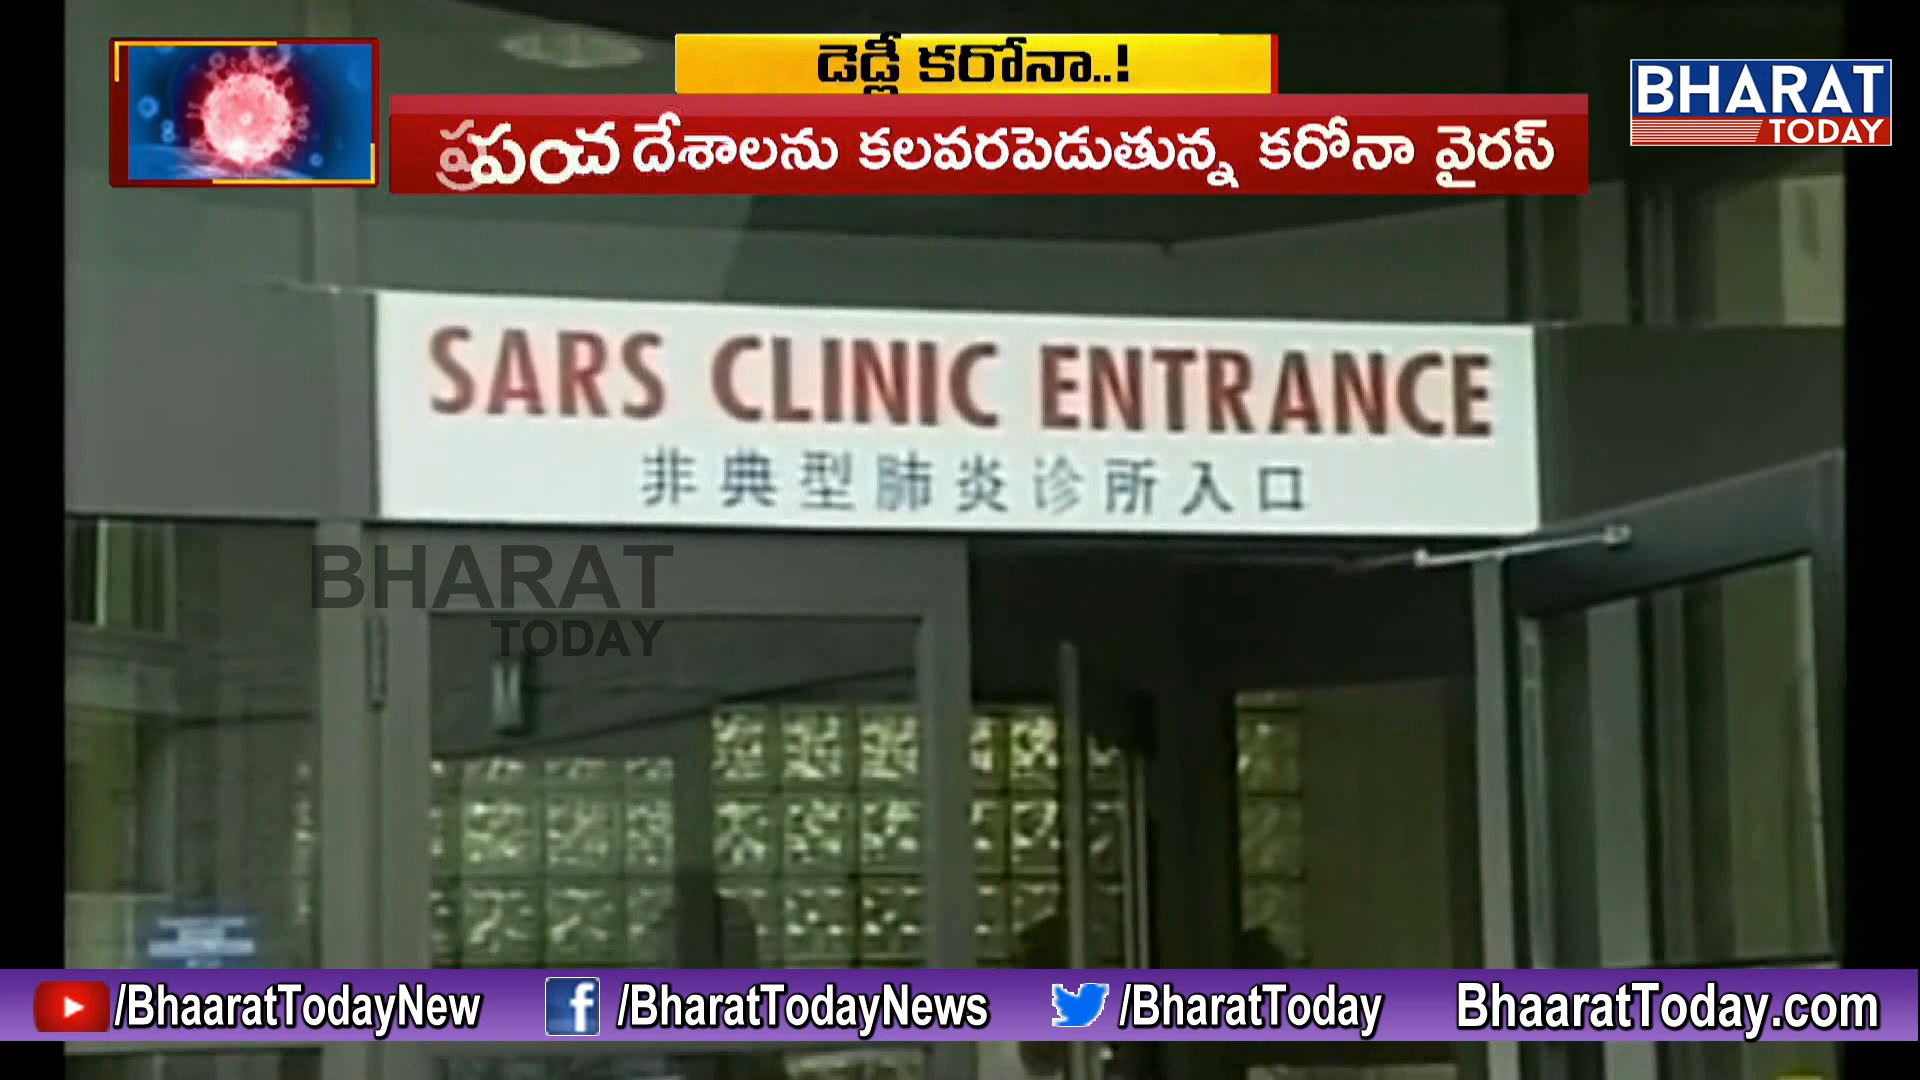 డెడ్లీ కరోనా..!
BHARAT
TODAY
ప్రపంచ దేశాలను కలవరపెడుతున్న కరోనా వైరస్
SARS CLINIC ENTRANCE
非典型肺炎诊所入口
BHARAT
TODAY
/BhaaratTodayNew /BharatTodayNews /BharatToday BhaaratToday.com